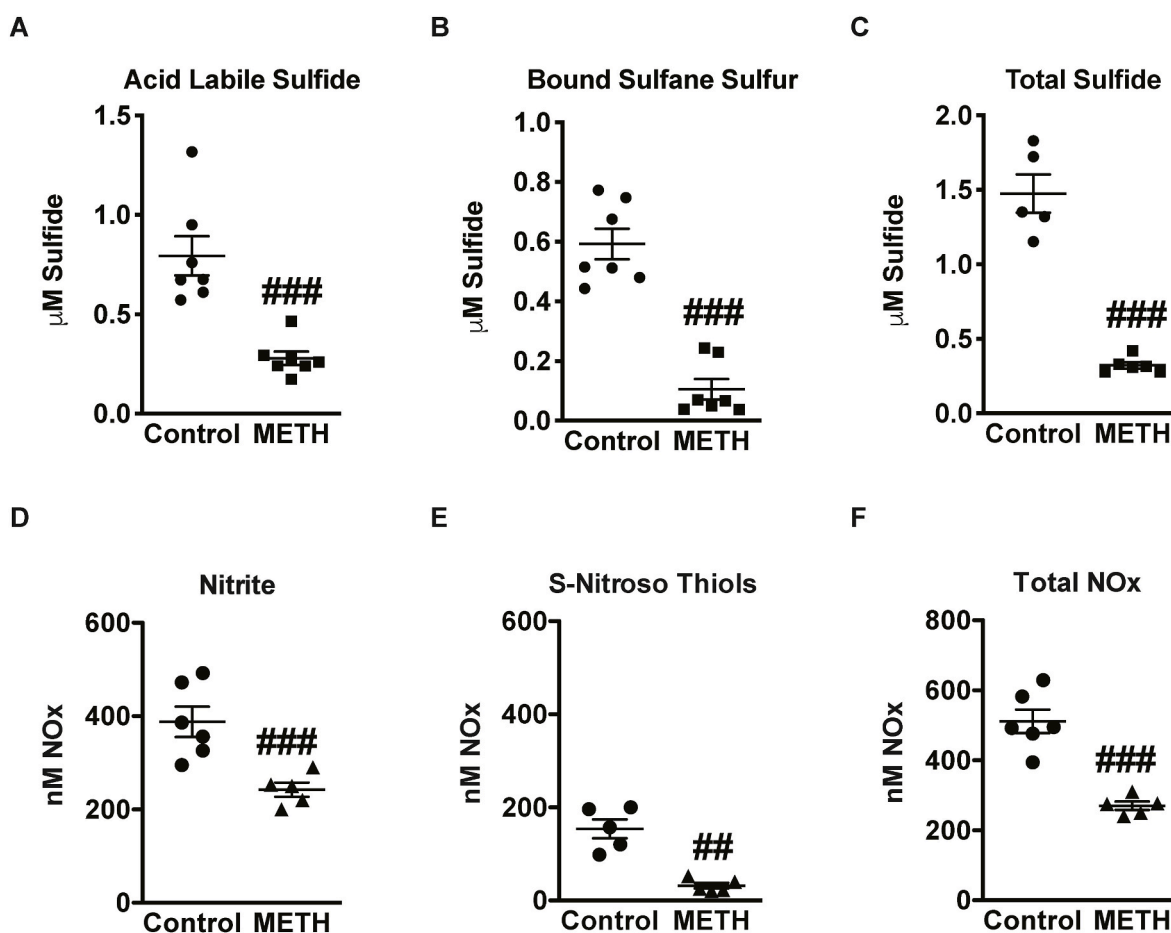 A
Acid Labile Sulfide
1.5
1.0
0.5
0.0
μM Sulfide
###
Control METH
B
Bound Sulfane Sulfur
1.0
0.8
0.6
0.4
0.2
0.0
μM Sulfide
###
Control METH
C
Total Sulfide
2.0
1.5
1.0
0.5
0.0
μM Sulfide
###
Control METH
D
Nitrite
600
400
200
0
nM NOx
###
Control METH
E
S-Nitroso Thiols
600
400
200
0
nM NOx
##
Control METH
F
Total NOx
800
600
400
200
0
nM NOx
###
Control METH